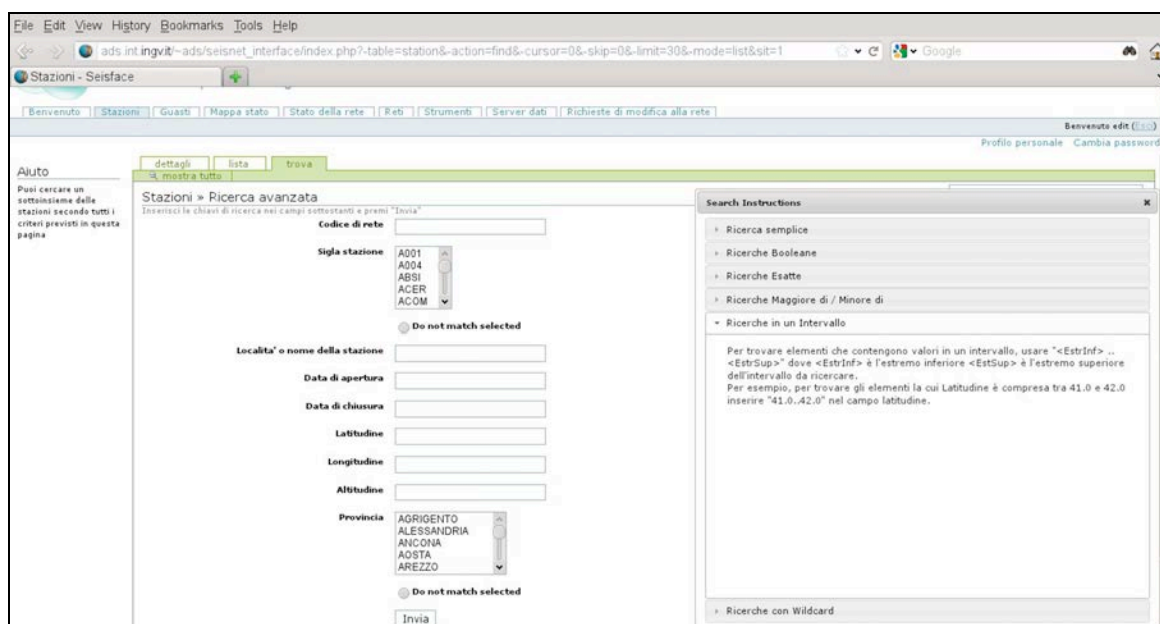 File Edit View History Bookmarks Tools Help
ads.int.ingv.it/~ads/seisnet_interface/index.php?-table=station&-action=find&-cursor=0&-skip=0&-limit=30&-mode=list&sit=1 Google
Stazioni - Seisface
Benvenuto Stazioni Guasti Mappa stato Stato della rete Reti Strumenti Server dati Richieste di modifica alla rete
Benvenuto edit (Esci)
Profilo personale Cambia password
dettagli lista trova
mostra tutto
Aiuto
Puoi cercare un
sottoinsieme delle
stazioni secondo tutti i
criteri previsti in questa
pagina
Stazioni » Ricerca avanzata
Inserisci le chiavi di ricerca nei campi sottostanti e premi "Invia"
Codice di rete
Sigla stazione
A001
A004
ABSI
ACER
ACOM
Do not match selected
Localita' o nome della stazione
Data di apertura
Data di chiusura
Latitudine
Longitudine
Altitudine
Provincia
AGRIGENTO
ALESSANDRIA
ANCONA
AOSTA
AREZZO
Do not match selected
Invia
Search Instructions
Ricerca semplice
Ricerche Booleane
Ricerche Esatte
Ricerche Maggiore di / Minore di
Ricerche in un Intervallo
Per trovare elementi che contengono valori in un intervallo, usare "<EstrInf> ..
<EstrSup>" dove <EstrInf> è l'estremo inferiore <EstSup> è l'estremo superiore
dell'intervallo da ricercare.
Per esempio, per trovare gli elementi la cui Latitudine è compresa tra 41.0 e 42.0
inserire "41.0..42.0" nel campo latitudine.
Ricerche con Wildcard